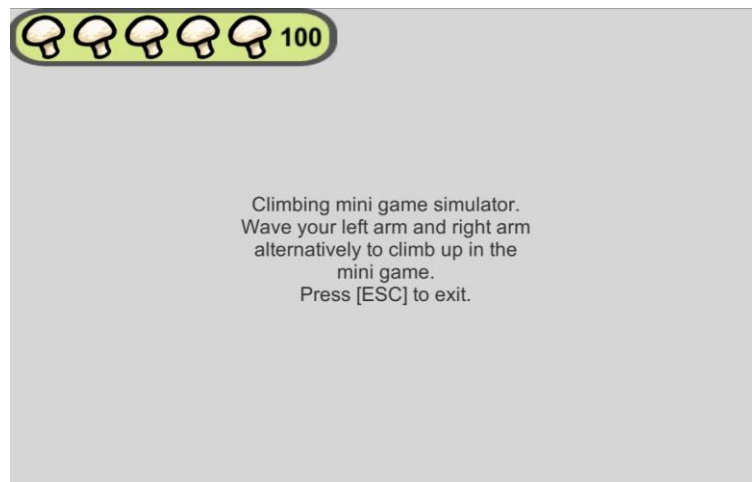 100
Climbing mini game simulator.
Wave your left arm and right arm
alternatively to climb up in the
mini game.
Press [ESC] to exit.